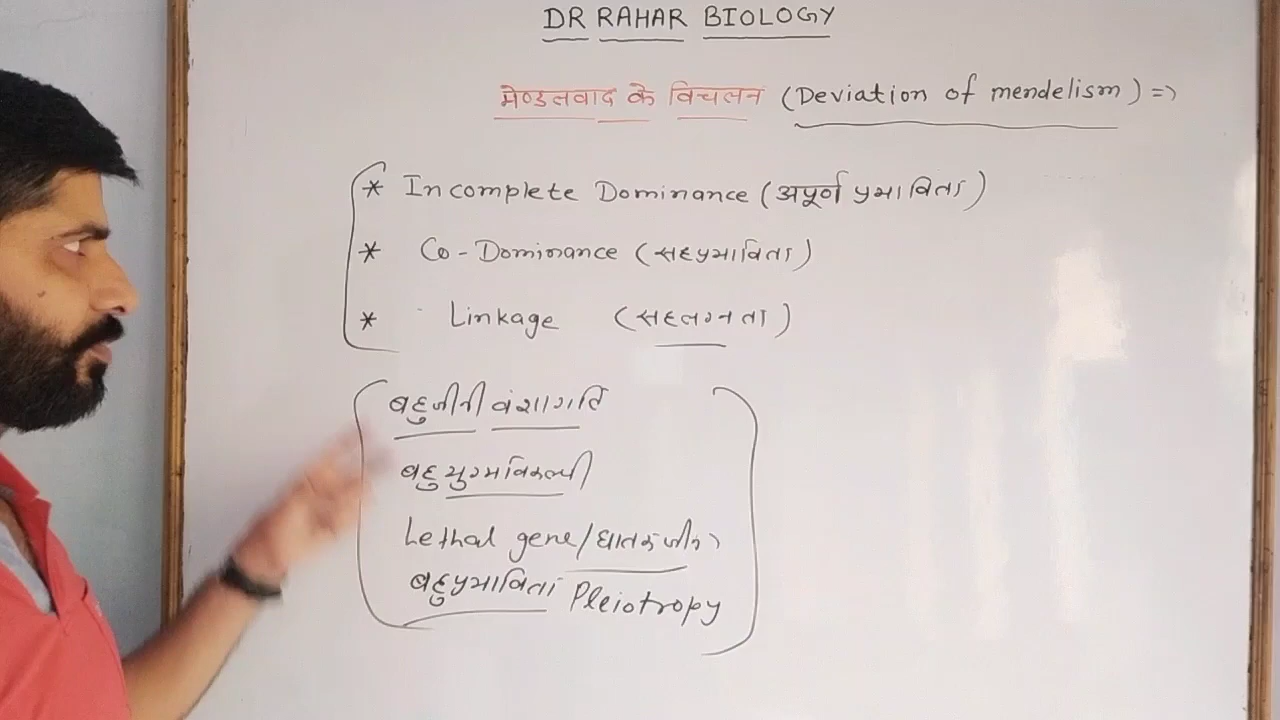 DR RAHAR BIOLOGY
मेण्डलवाद के विचलन (Deviation of mendelism) =>
* Incomplete Dominance (अपूर्ण प्रभाविता)
* Co-Dominance (सहप्रभाविता)
* Linkage (सहलग्नता)
बहुजीनी वंशागति
बहुयुग्मविकल्पी
Lethal gene/घातक जीन
बहुप्रभाविता Pleiotropy